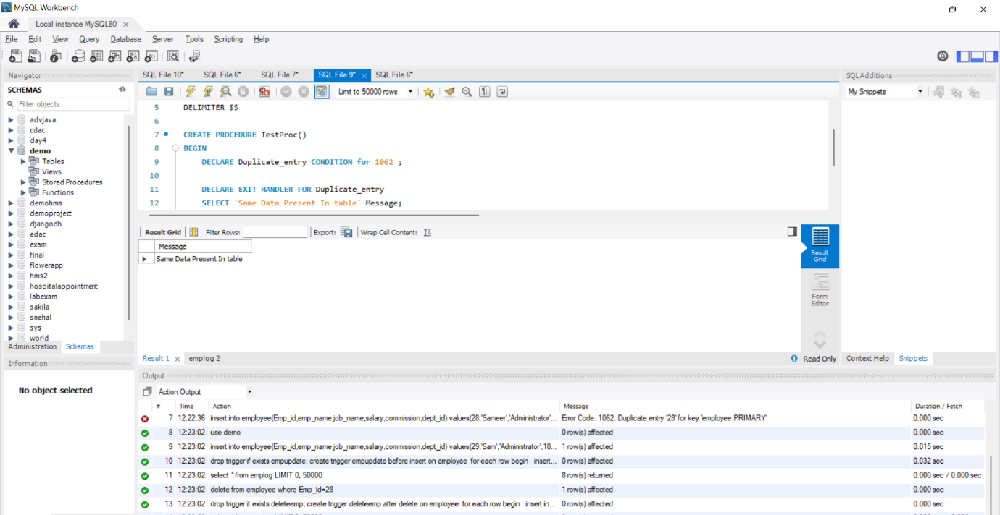 MySQL Workbench
Local instance MySQL80
File Edit View Query Database Server Tools Scripting Help
Navigator
SCHEMAS
Filter objects
advjava
cdac
day4
demo
Tables
Views
Stored Procedures
Functions
demohms
demoproject
djangodb
edac
exam
final
flowerapp
hms2
hospitalappointment
labexam
sakila
snehal
sys
world
Administration Schemas
Information
No object selected
SQL File 10* SQL File 6* SQL File 7* SQL File 9* SQL File 6*
Limit to 50000 rows
5 DELIMITER $$
6
7 CREATE PROCEDURE TestProc()
8 BEGIN
9 DECLARE Duplicate_entry CONDITION for 1062 ;
10
11 DECLARE EXIT HANDLER FOR Duplicate_entry
12 SELECT 'Same Data Present In table' Message;
Result Grid Filter Rows: Export: Wrap Cell Content:
Message
Same Data Present In table
Result
Grid
Form
Editor
Result 1 emplog 2
Read Only
SQLAdditions
My Snippets
Context Help Snippets
Output
Action Output
# Time Action Message Duration / Fetch
7 12:22:36 insert into employee(Emp_id,emp_name,job_name,salary,commission,dept_id) values(28,'Sameer','Administrator'... Error Code: 1062. Duplicate entry '28' for key 'employee.PRIMARY' 0.000 sec
8 12:23:02 use demo 0 row(s) affected 0.000 sec
9 12:23:02 insert into employee(Emp_id,emp_name,job_name,salary,commission,dept_id) values(29,'Sam','Administrator',10... 1 row(s) affected 0.015 sec
10 12:23:02 drop trigger if exists empupdate; create trigger empupdate before insert on employee for each row begin insert... 0 row(s) affected 0.032 sec
11 12:23:02 select * from emplog LIMIT 0, 50000 8 row(s) returned 0.000 sec / 0.000 sec
12 12:23:02 delete from employee where Emp_id=28 1 row(s) affected 0.000 sec
13 12:23:02 drop trigger if exists deleteemp; create trigger deleteemp after delete on employee for each row begin insert in... 0 row(s) affected 0.000 sec